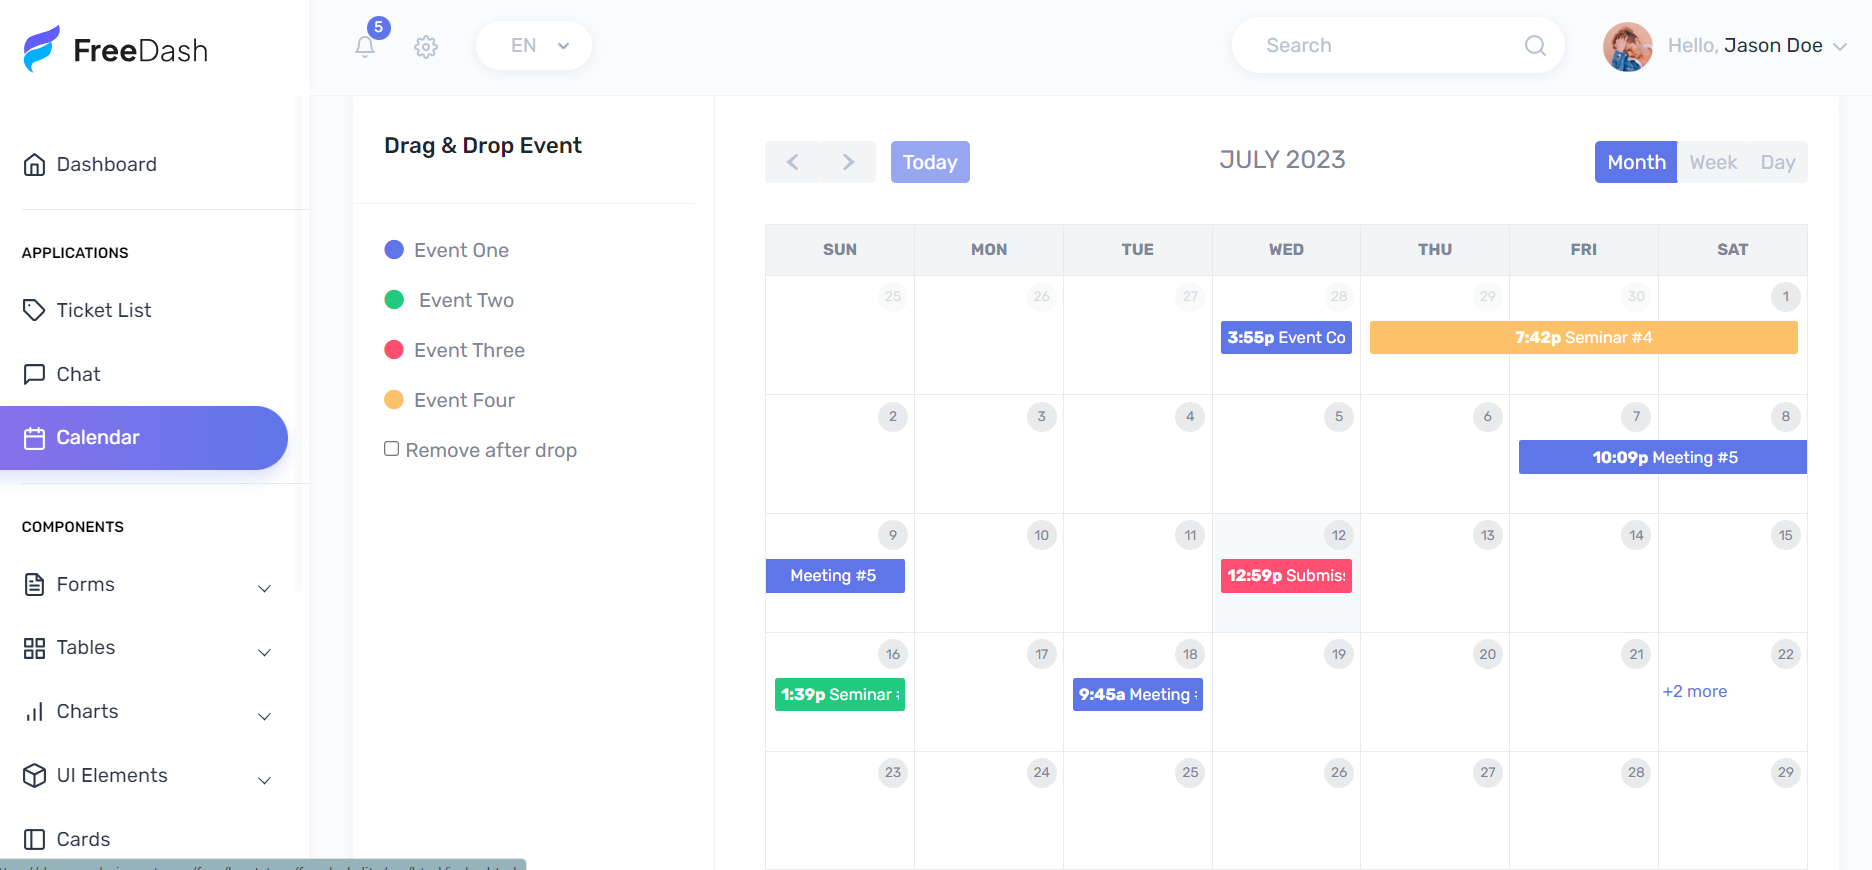 FreeDash
5
EN
Search
Hello, Jason Doe
Dashboard
APPLICATIONS
Ticket List
Chat
Calendar
COMPONENTS
Forms
Tables
Charts
UI Elements
Cards
Drag & Drop Event
Event One
Event Two
Event Three
Event Four
Remove after drop
Today
JULY 2023
Month Week Day
SUN MON TUE WED THU FRI SAT
25 26 27 28 29 30 1
3:55p Event Co
7:42p Seminar #4
2 3 4 5 6 7 8
10:09p Meeting #5
9 10 11 12 13 14 15
Meeting #5
12:59p Submis
16 17 18 19 20 21 22
1:39p Seminar
9:45a Meeting
+2 more
23 24 25 26 27 28 29